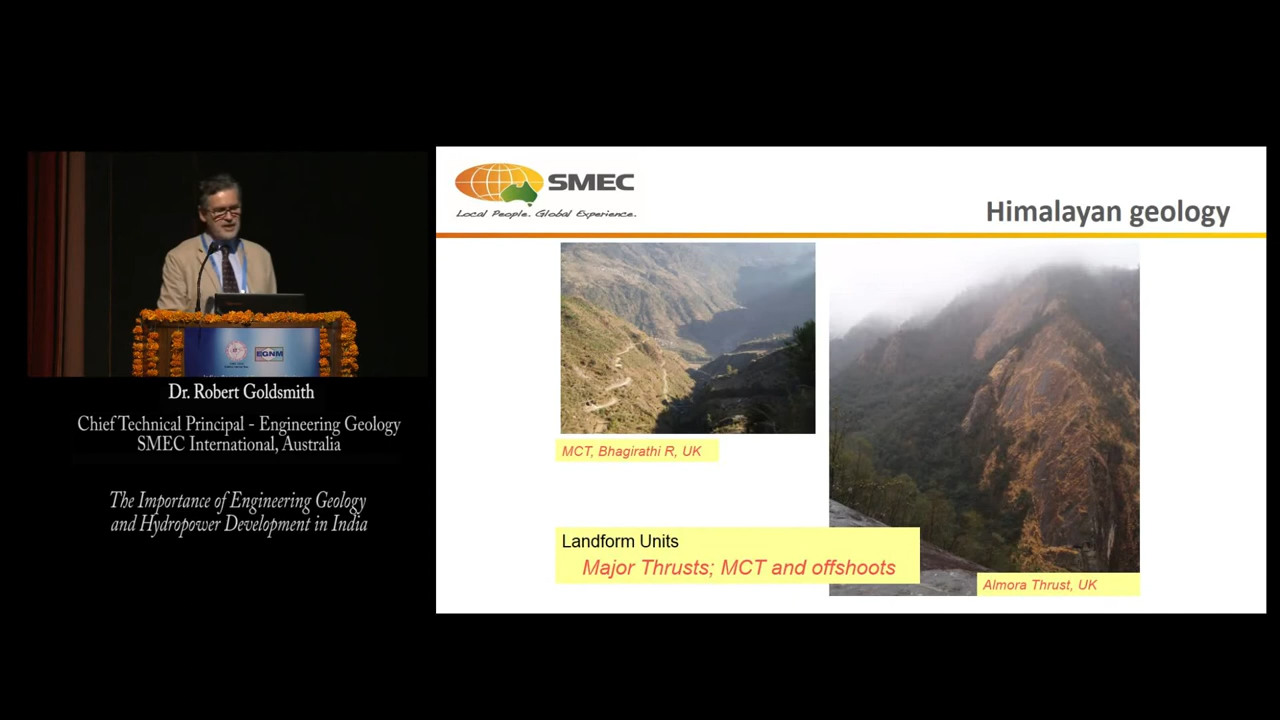 SMEC
Local People. Global Experience.
Himalayan geology
MCT, Bhagirathi R, UK
Landform Units
Major Thrusts; MCT and offshoots
Almora Thrust, UK
EGNM
Dr. Robert Goldsmith
Chief Technical Principal - Engineering Geology
SMEC International, Australia
The Importance of Engineering Geology
and Hydropower Development in India